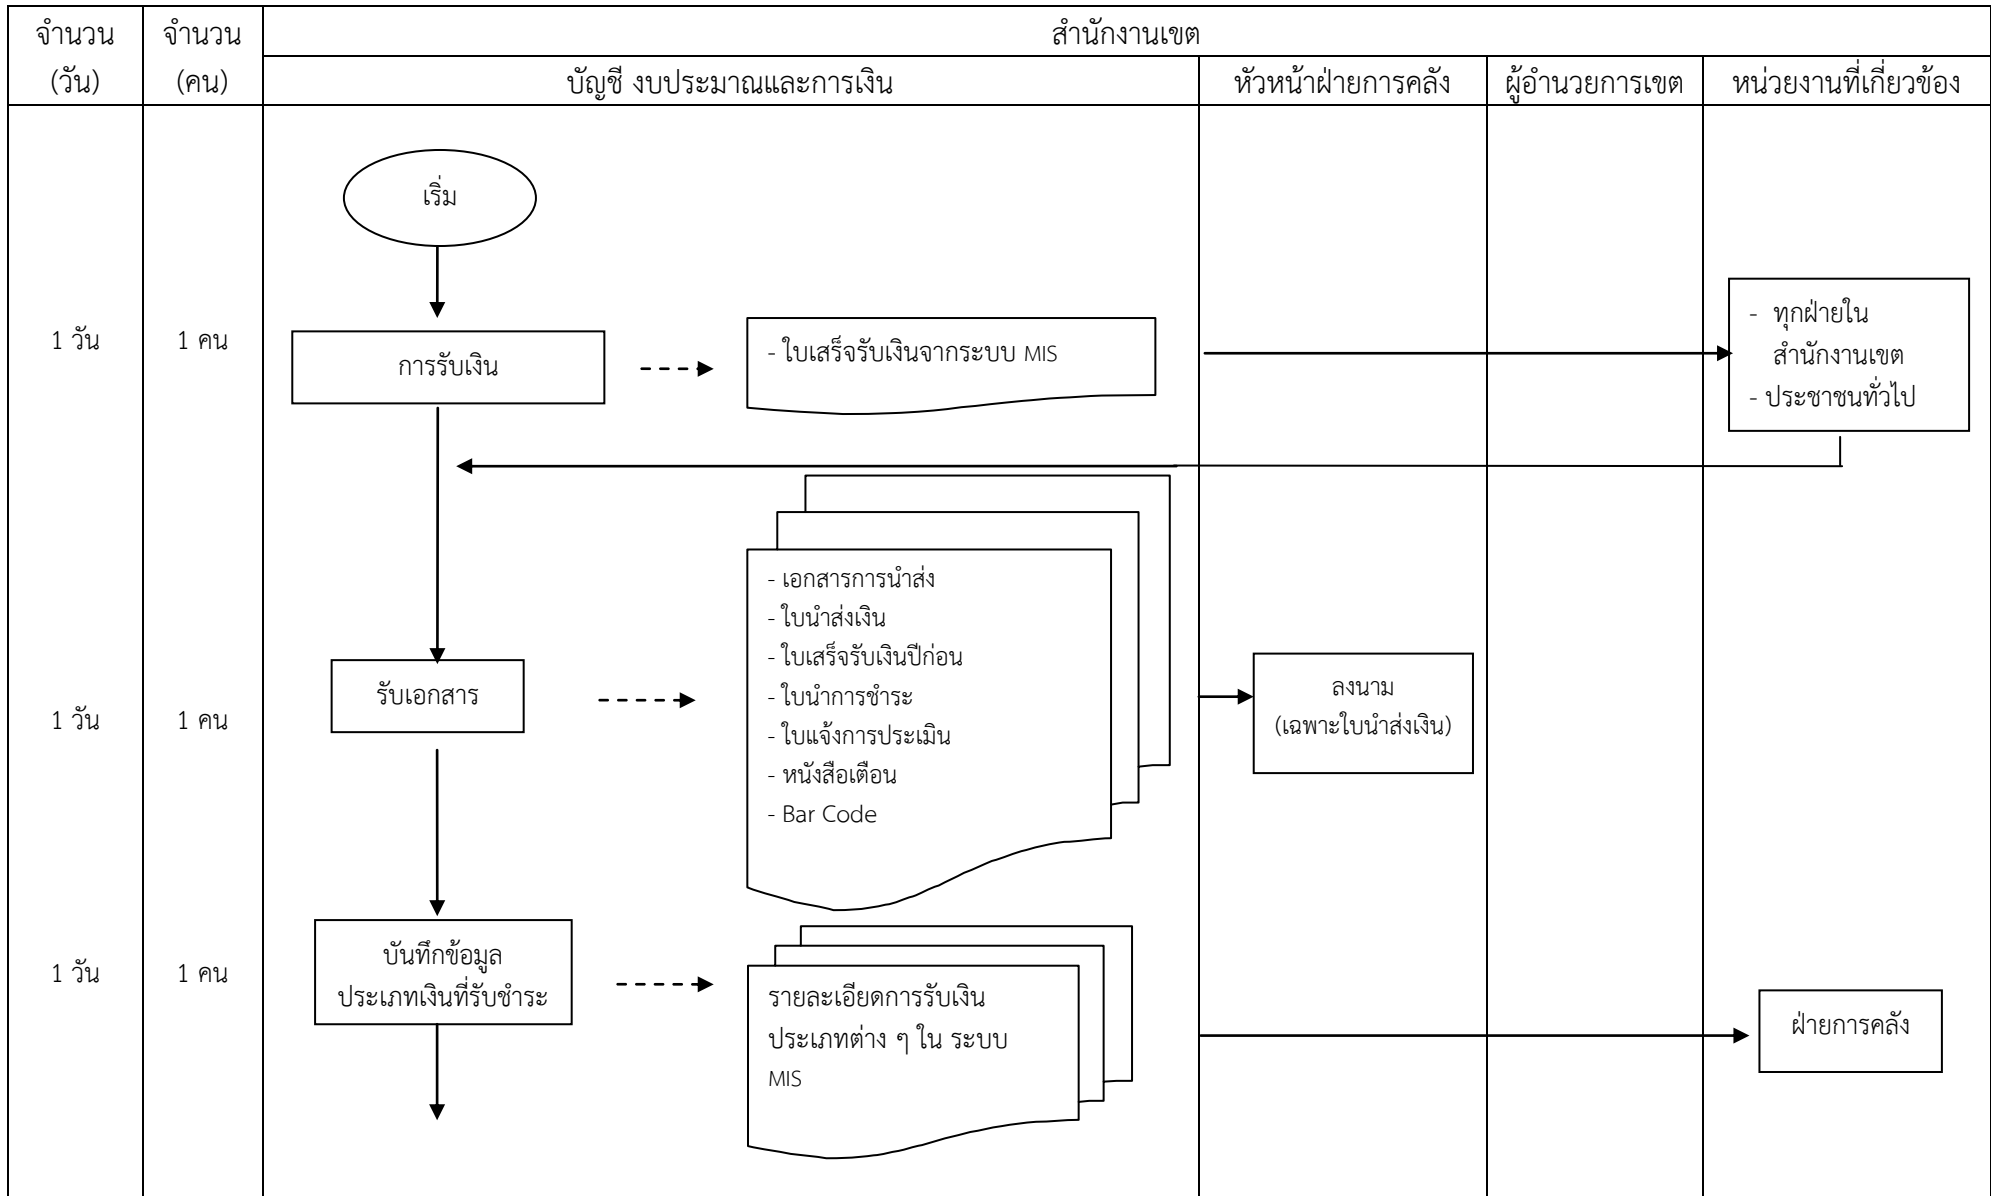 จำนวน
(วัน)
จำนวน
(คน)
สำนักงานเขต
บัญชี งบประมาณและการเงิน
หัวหน้าฝ่ายการคลัง
ผู้อำนวยการเขต
หน่วยงานที่เกี่ยวข้อง
เริ่ม
1 วัน
1 คน
การรับเงิน
- ใบเสร็จรับเงินจากระบบ MIS
- ทุกฝ่ายใน
สำนักงานเขต
- ประชาชนทั่วไป
1 วัน
1 คน
รับเอกสาร
- เอกสารการนำส่ง
- ใบนำส่งเงิน
- ใบเสร็จรับเงินปีก่อน
- ใบนำการชำระ
- ใบแจ้งการประเมิน
- หนังสือเตือน
- Bar Code
ลงนาม
(เฉพาะใบนำส่งเงิน)
1 วัน
1 คน
บันทึกข้อมูล
ประเภทเงินที่รับชำระ
รายละเอียดการรับเงิน
ประเภทต่าง ๆ ใน ระบบ
MIS
ฝ่ายการคลัง